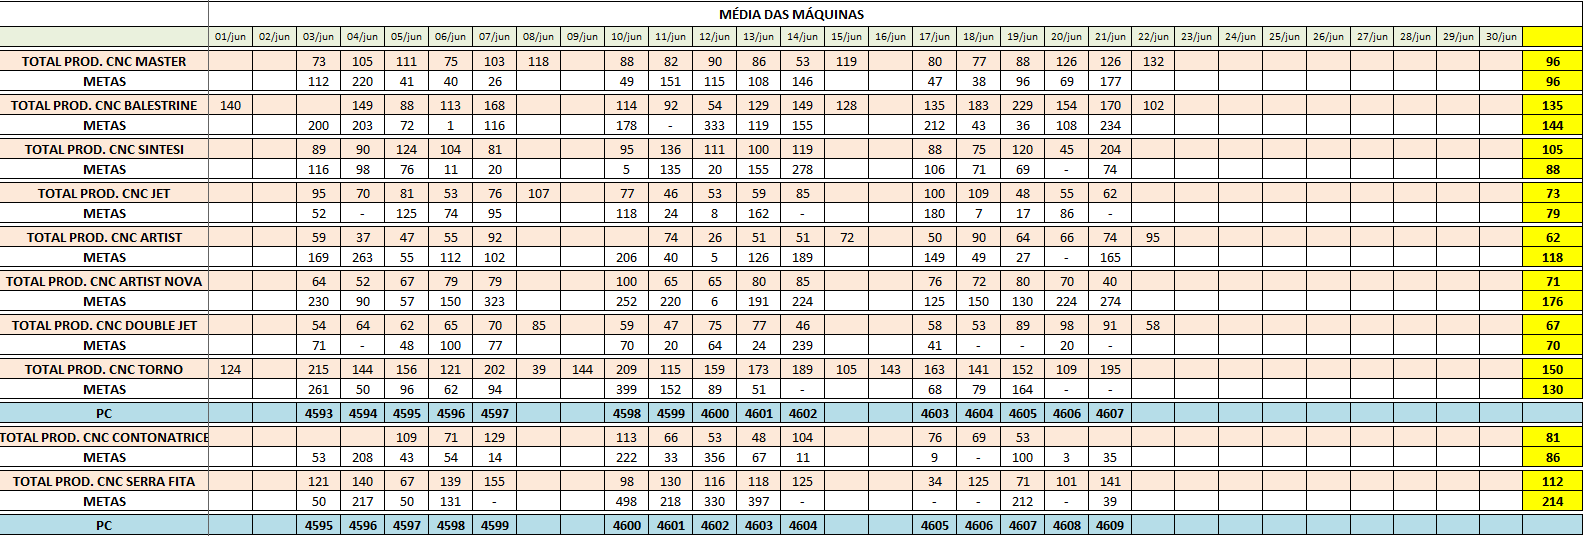 MÉDIA DAS MÁQUINAS
01/jun 02/jun 03/jun 04/jun 05/jun 06/jun 07/jun 08/jun 09/jun 10/jun 11/jun 12/jun 13/jun 14/jun 15/jun 16/jun 17/jun 18/jun 19/jun 20/jun 21/jun 22/jun 23/jun 24/jun 25/jun 26/jun 27/jun 28/jun 29/jun 30/jun
TOTAL PROD. CNC MASTER 73 105 111 75 103 118 88 82 90 86 53 119 80 77 88 126 126 132 96
METAS 112 220 41 40 26 49 151 115 108 146 47 38 96 69 177 96
TOTAL PROD. CNC BALESTRINE 140 149 88 113 168 114 92 54 129 149 128 135 183 229 154 170 102 135
METAS 200 203 72 1 116 178 - 333 119 155 212 43 36 108 234 144
TOTAL PROD. CNC SINTESI 89 90 124 104 81 95 136 111 100 119 88 75 120 45 204 105
METAS 116 98 76 11 20 5 135 20 155 278 106 71 69 - 74 88
TOTAL PROD. CNC JET 95 70 81 53 76 107 77 46 53 59 85 100 109 48 55 62 73
METAS 52 - 125 74 95 118 24 8 162 - 180 7 17 86 - 79
TOTAL PROD. CNC ARTIST 59 37 47 55 92 74 26 51 51 72 50 90 64 66 74 95 62
METAS 169 263 55 112 102 206 40 5 126 189 149 49 27 - 165 118
TOTAL PROD. CNC ARTIST NOVA 64 52 67 79 79 100 65 65 80 85 76 72 80 70 40 71
METAS 230 90 57 150 323 252 220 6 191 224 125 150 130 224 274 176
TOTAL PROD. CNC DOUBLE JET 54 64 62 65 70 85 59 47 75 77 46 58 53 89 98 91 58 67
METAS 71 - 48 100 77 70 20 64 24 239 41 - - 20 - 70
TOTAL PROD. CNC TORNO 124 215 144 156 121 202 39 144 209 115 159 173 189 105 143 163 141 152 109 195 150
METAS 261 50 96 62 94 399 152 89 51 - 68 79 164 - - 130
PC 4593 4594 4595 4596 4597 4598 4599 4600 4601 4602 4603 4604 4605 4606 4607
TOTAL PROD. CNC CONTONATRICE 109 71 129 113 66 53 48 104 76 69 53 81
METAS 53 208 43 54 14 222 33 356 67 11 9 - 100 3 35 86
TOTAL PROD. CNC SERRA FITA 121 140 67 139 155 98 130 116 118 125 34 125 71 101 141 112
METAS 50 217 50 131 - 498 218 330 397 - - - 212 - 39 214
PC 4595 4596 4597 4598 4599 4600 4601 4602 4603 4604 4605 4606 4607 4608 4609